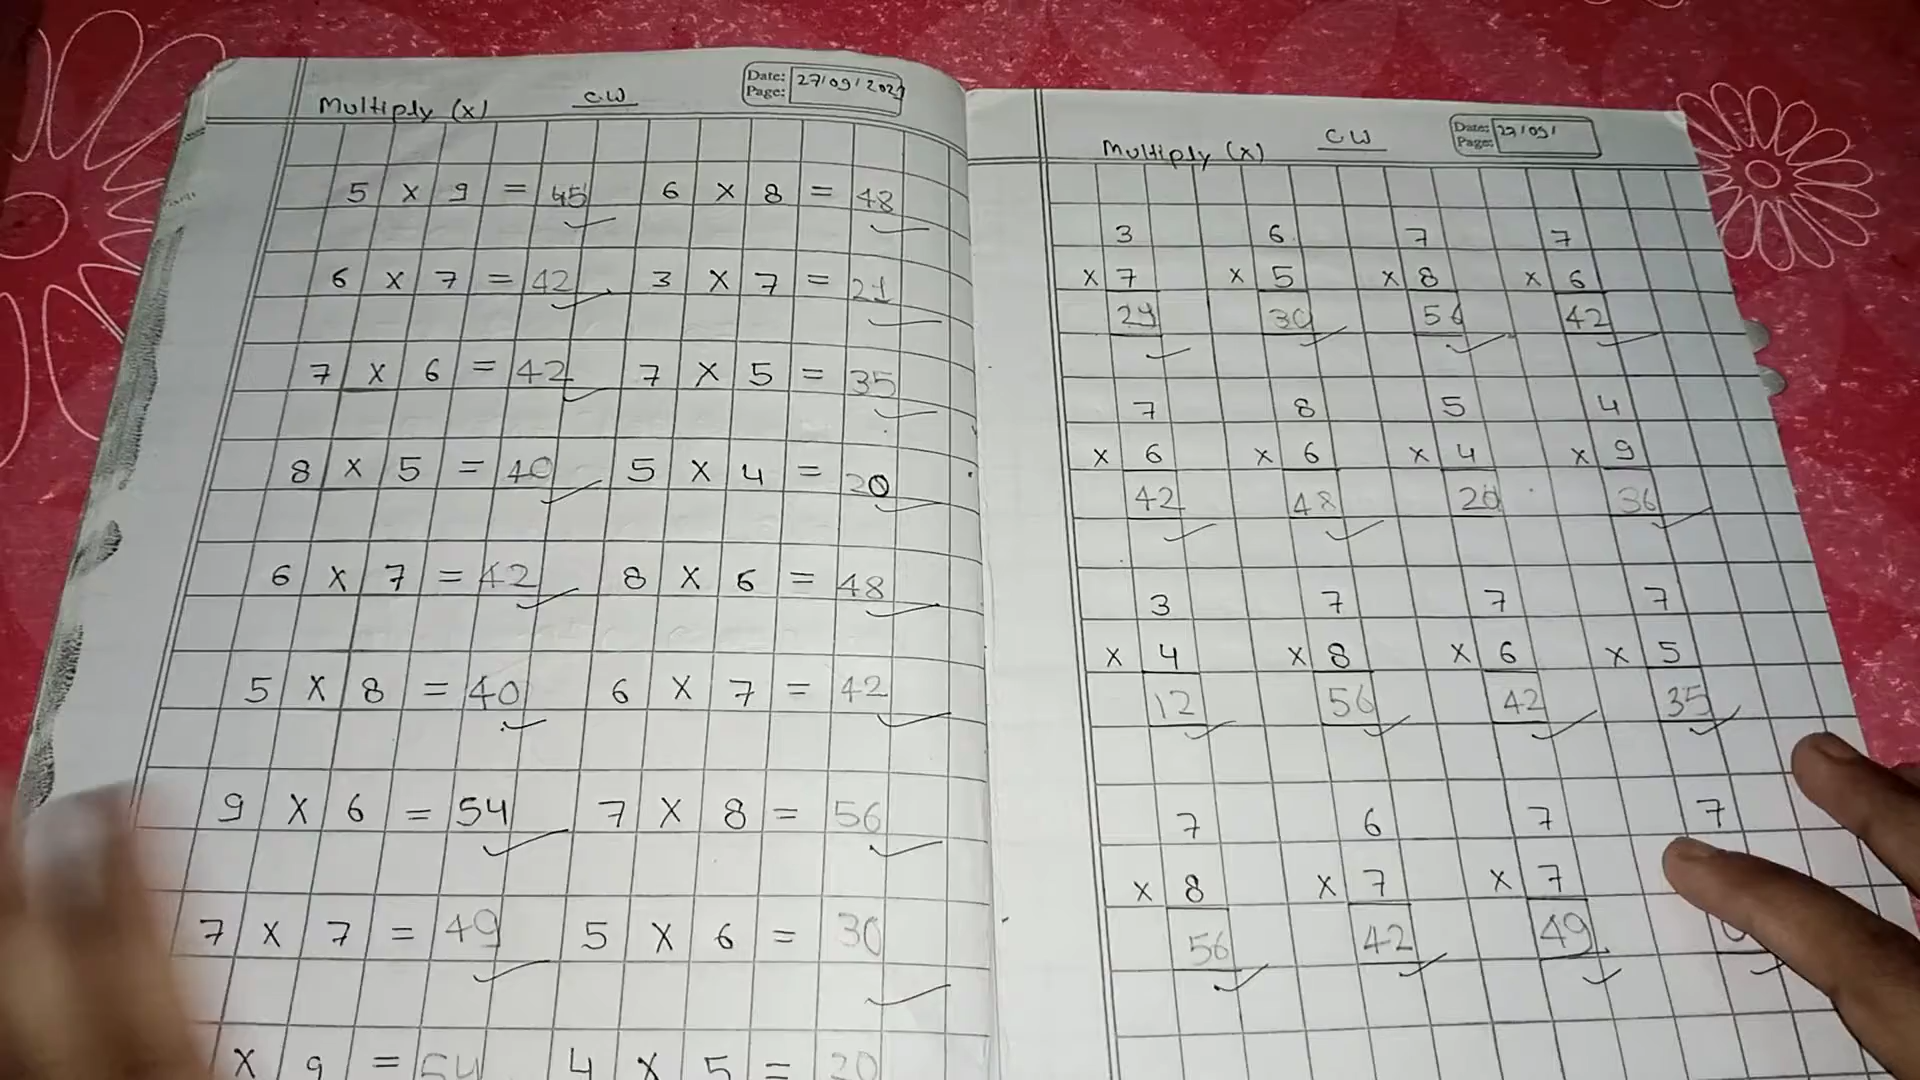 Multiply (x) CW Date: 27/09/202
Page:
5 x 9 = 45 6 x 8 = 48
6 x 7 = 42 3 x 7 = 21
7 x 6 = 42 7 x 5 = 35
8 x 5 = 40 5 x 4 = 20
6 x 7 = 42 8 x 6 = 48
5 x 8 = 40 6 x 7 = 42
9 x 6 = 54 7 x 8 = 56
7 x 7 = 49 5 x 6 = 30
x 9 = 54 4 x 5 = 20
Multiply (x) CW Date: 27/09/
Page:
3 6 7 7
x 7 x 5 x 8 x 6
30 56 42
7 8 5 4
x 6 x 6 x 4 x 9
42 48 20 36
3 7 7 7
x 4 x 8 x 6 x 5
12 56 42 35
7 6 7 7
x 8 x 7 x 7
56 42 49